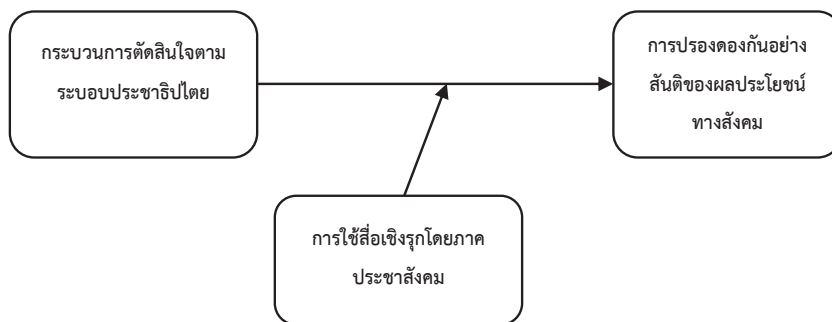 กระบวนการตัดสินใจตาม
ระบอบประชาธิปไตย
การปรองดองกันอย่าง
สันติของผลประโยชน์
ทางสังคม
การใช้สื่อเชิงรุกโดยภาค
ประชาสังคม